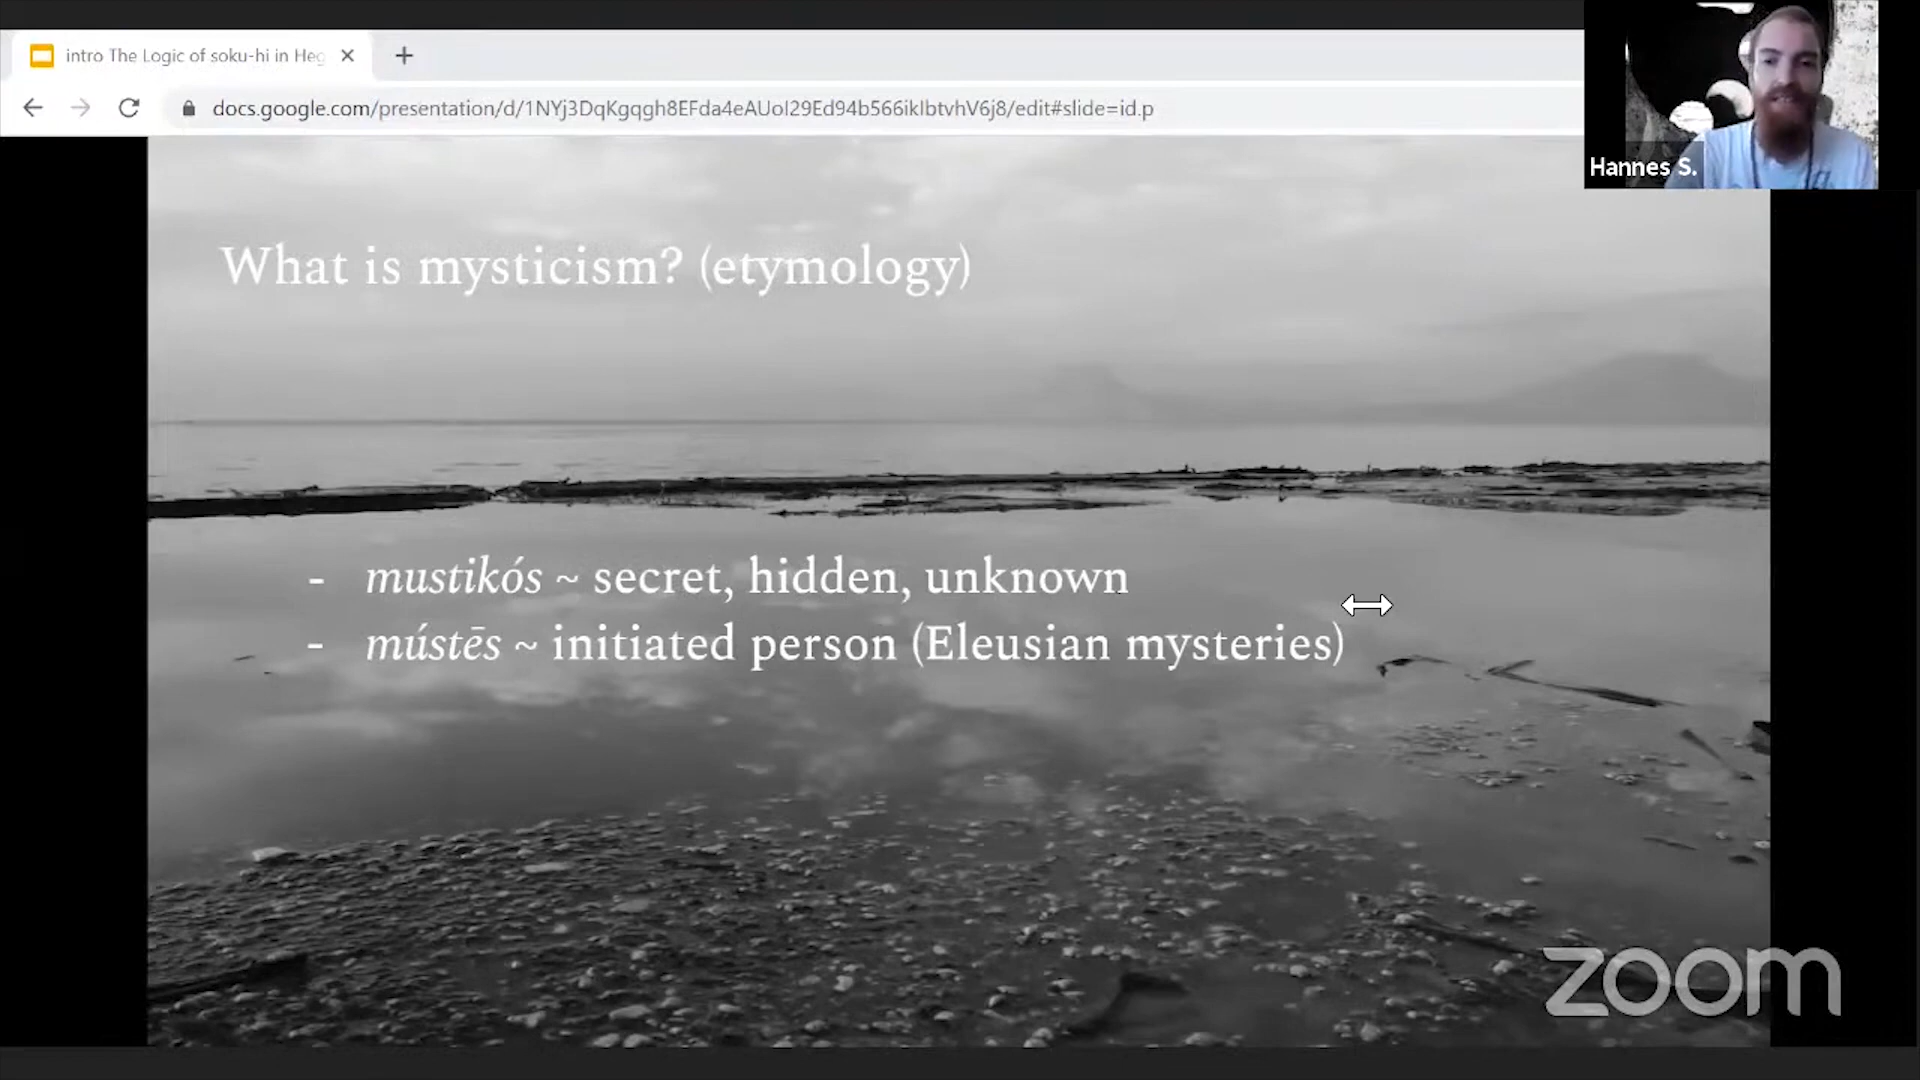 intro The Logic of soku-hi in Heg
docs.google.com/presentation/d/1NYj3DqKgqgh8EFda4eAUoI29Ed94b566ikIbtvhV6j8/edit#slide=id.p
Hannes S.
What is mysticism? (etymology)
- mustikós ~ secret, hidden, unknown
- mústēs ~ initiated person (Eleusian mysteries)
zoom